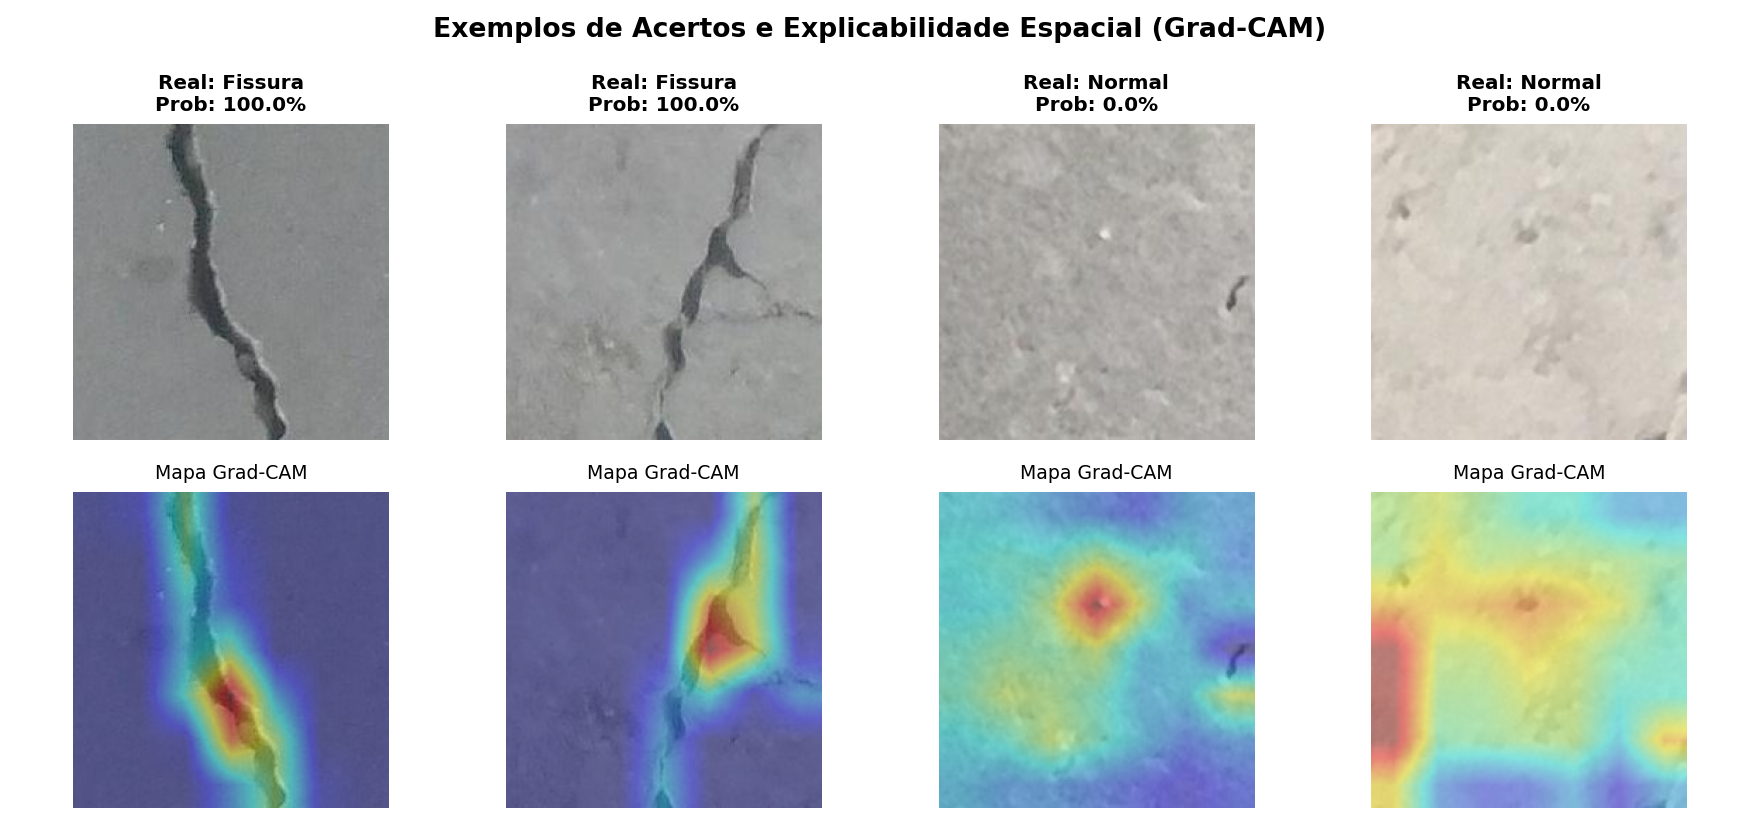 Exemplos de Acertos e Explicabilidade Espacial (Grad-CAM)
Real: Fissura
Prob: 100.0%
Real: Fissura
Prob: 100.0%
Real: Normal
Prob: 0.0%
Real: Normal
Prob: 0.0%
Mapa Grad-CAM
Mapa Grad-CAM
Mapa Grad-CAM
Mapa Grad-CAM